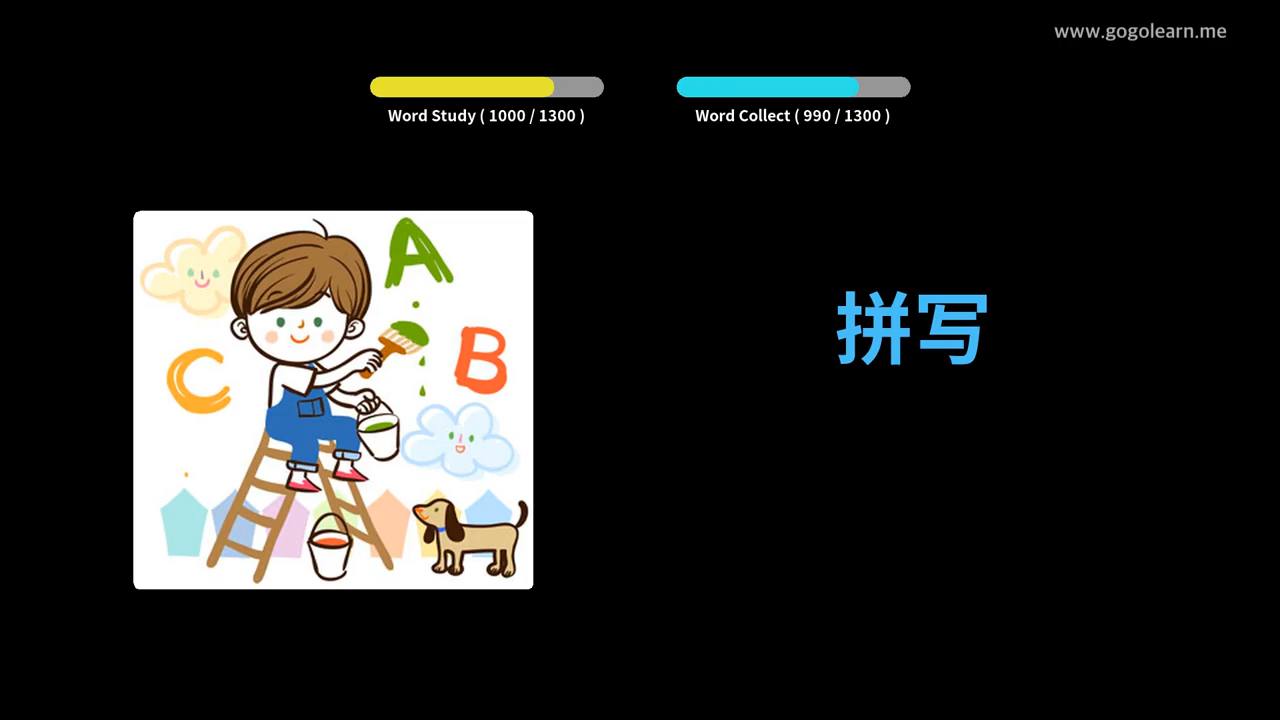 www.gogolearn.me
Word Study ( 1000 / 1300 )
Word Collect ( 990 / 1300 )
A
B
C
拼写